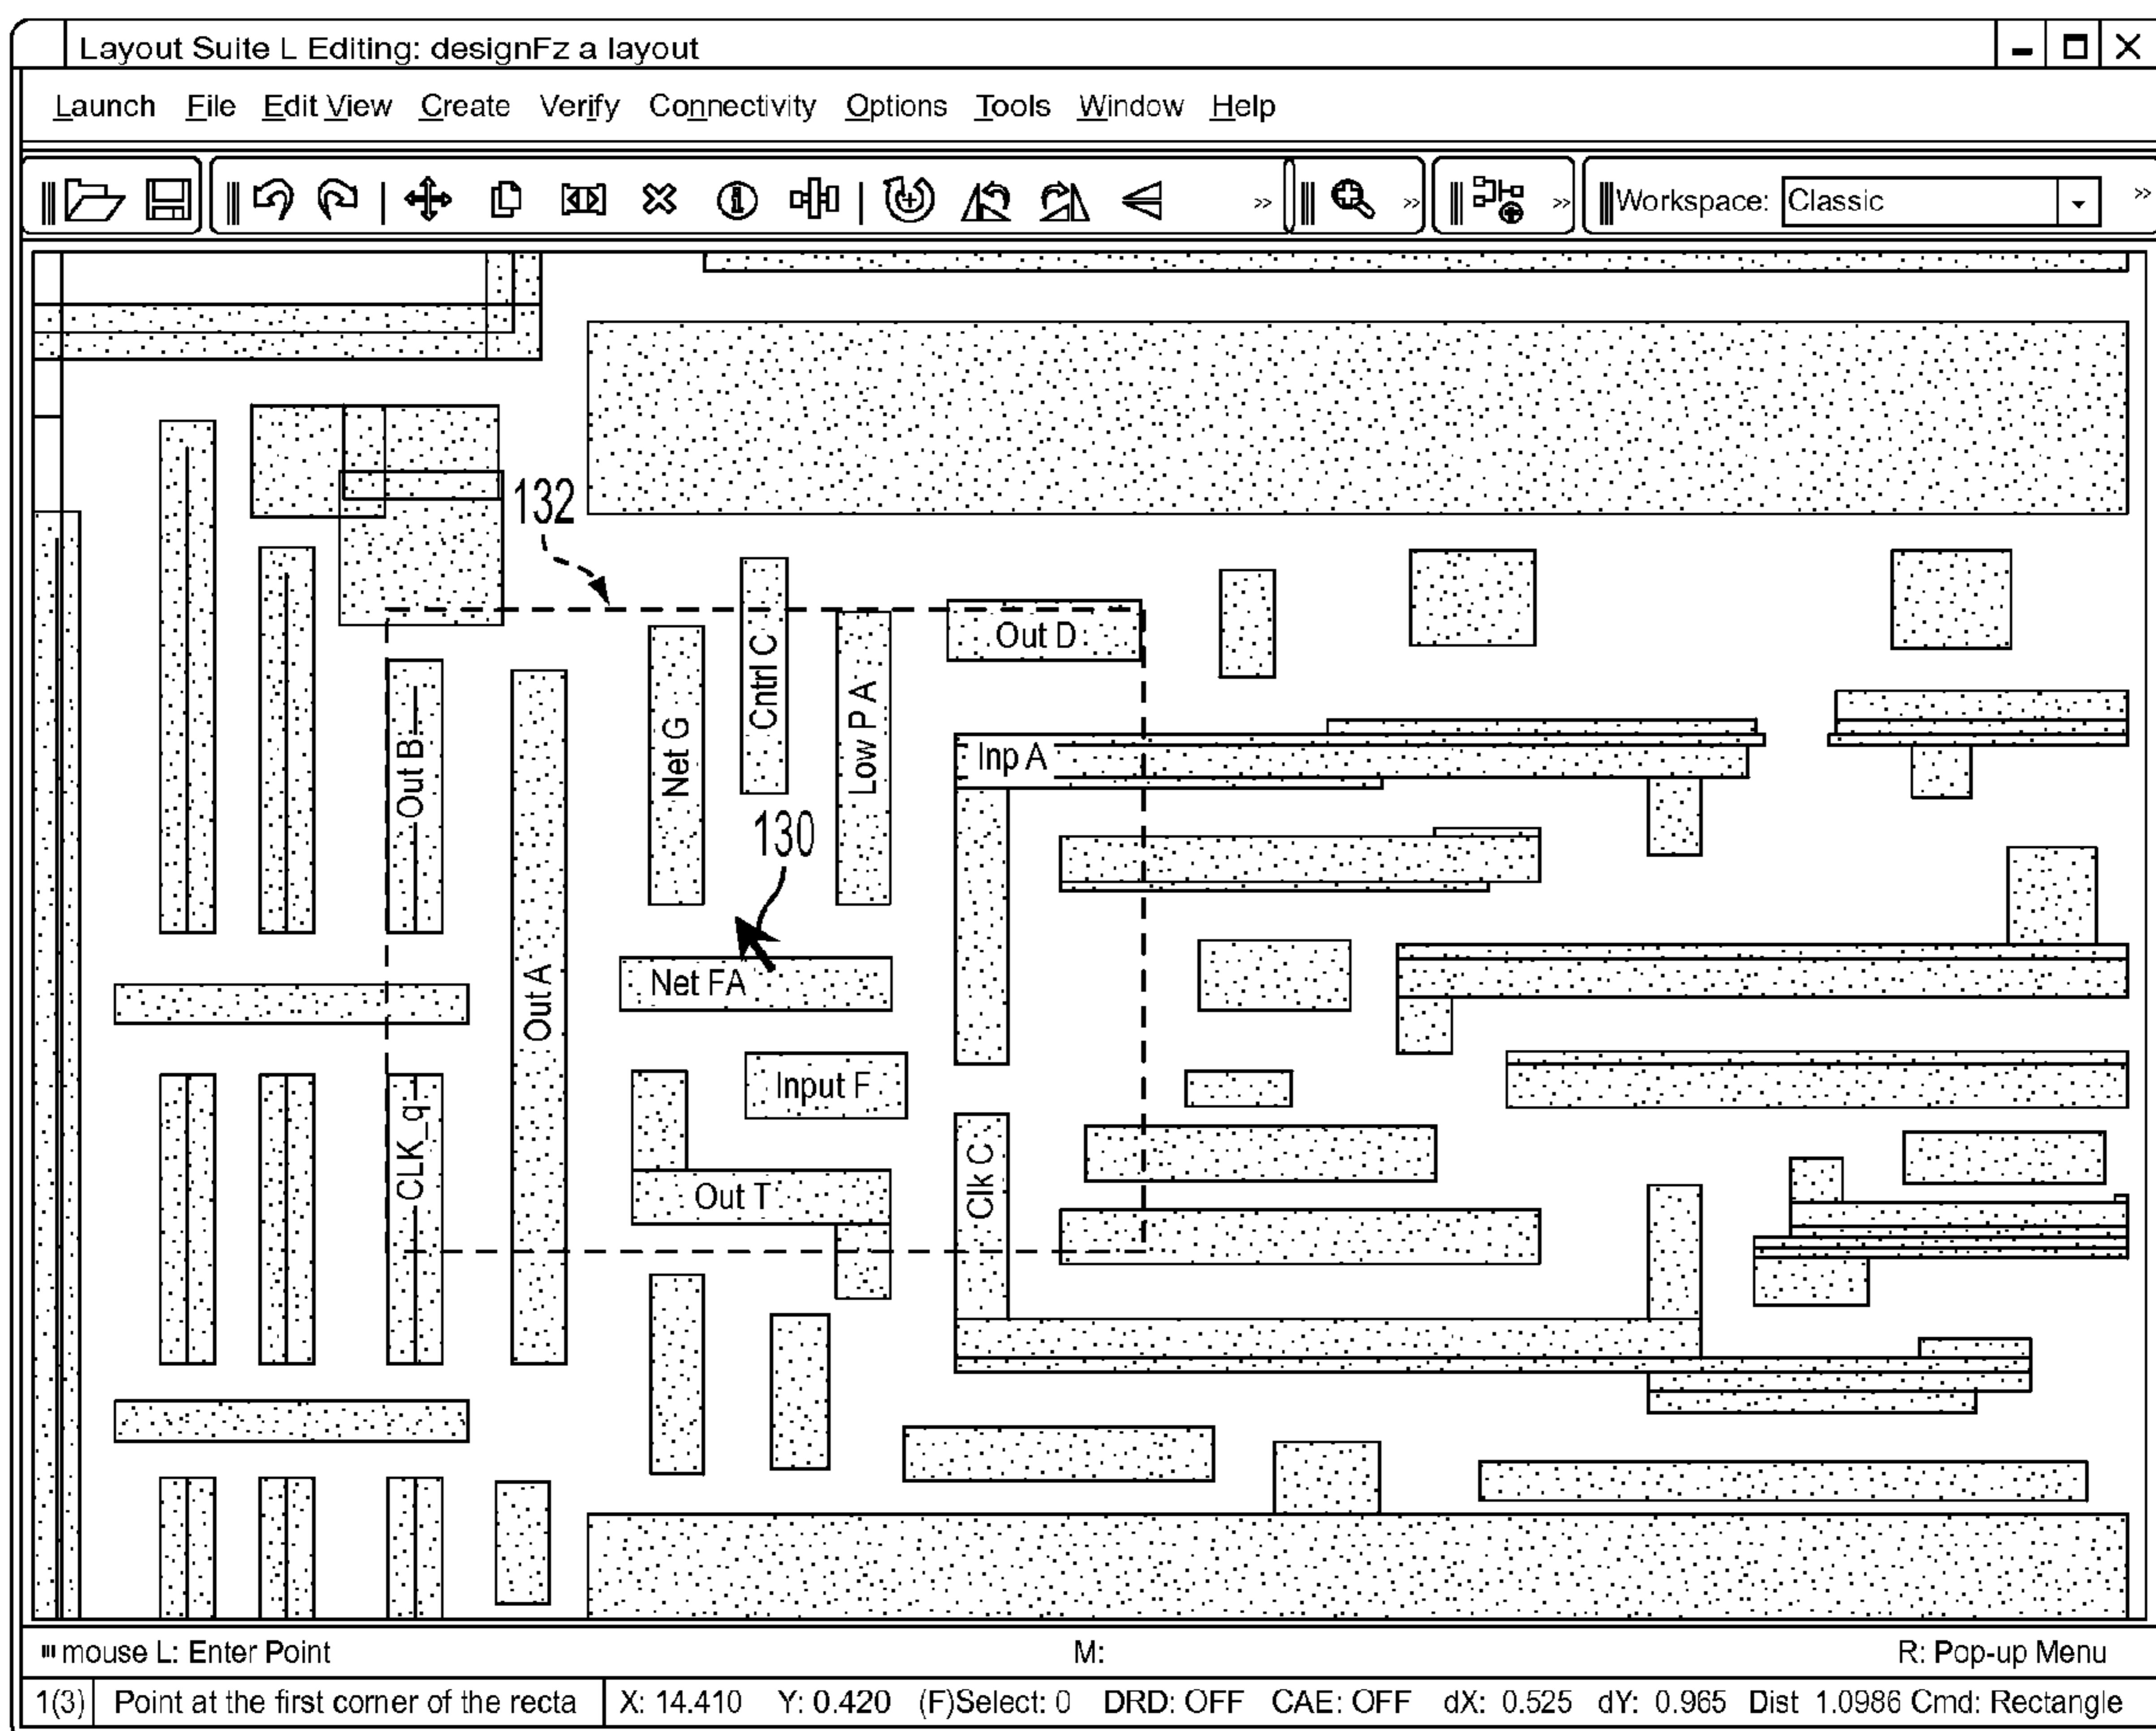 Layout Suite L Editing: designFz a layout
Launch File Edit View Create Verify Connectivity Options Tools Window Help
Workspace: Classic
132
Out D
Cntrl C
Net G
Low P A
Out B
Inp A
130
Out A
Net FA
Input F
CLK_q
Clk C
Out T
mouse L: Enter Point M: R: Pop-up Menu
1(3) Point at the first corner of the recta X: 14.410 Y: 0.420 (F)Select: 0 DRD: OFF CAE: OFF dX: 0.525 dY: 0.965 Dist 1.0986 Cmd: Rectangle